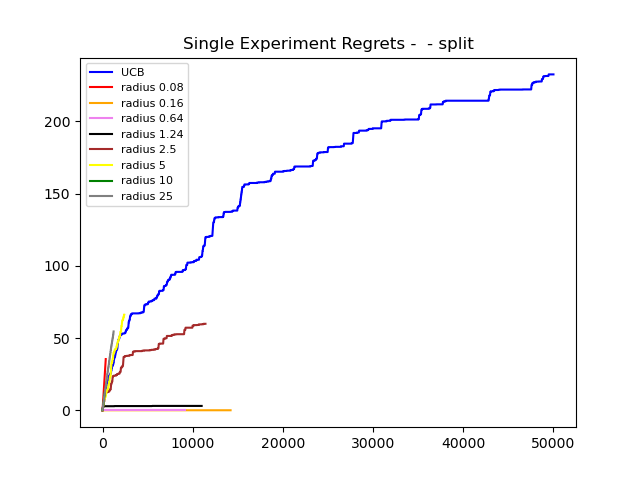 Single Experiment Regrets -  - split
UCB
radius 0.08
radius 0.16
radius 0.64
radius 1.24
radius 2.5
radius 5
radius 10
radius 25
200
150
100
50
0
0 10000 20000 30000 40000 50000